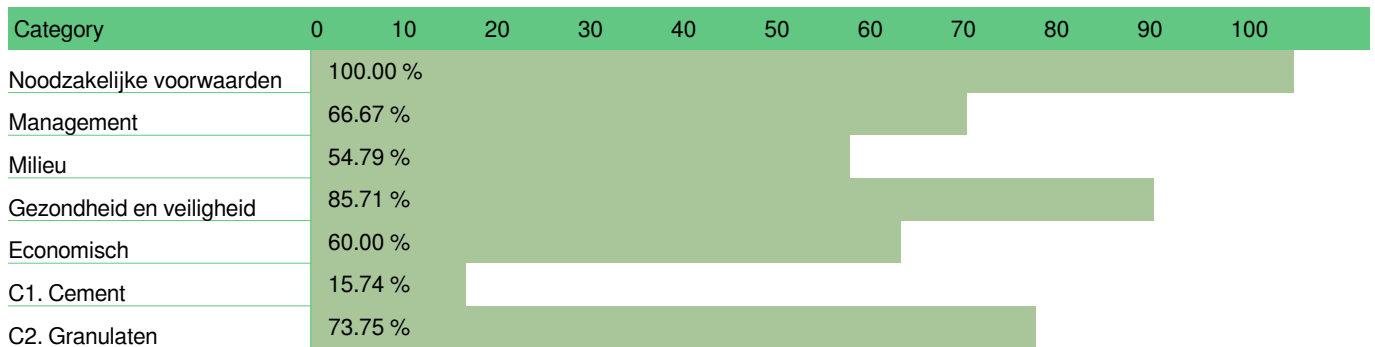 Category 0 10 20 30 40 50 60 70 80 90 100
Noodzakelijke voorwaarden 100.00 %
Management 66.67 %
Milieu 54.79 %
Gezondheid en veiligheid 85.71 %
Economisch 60.00 %
C1. Cement 15.74 %
C2. Granulaten 73.75 %